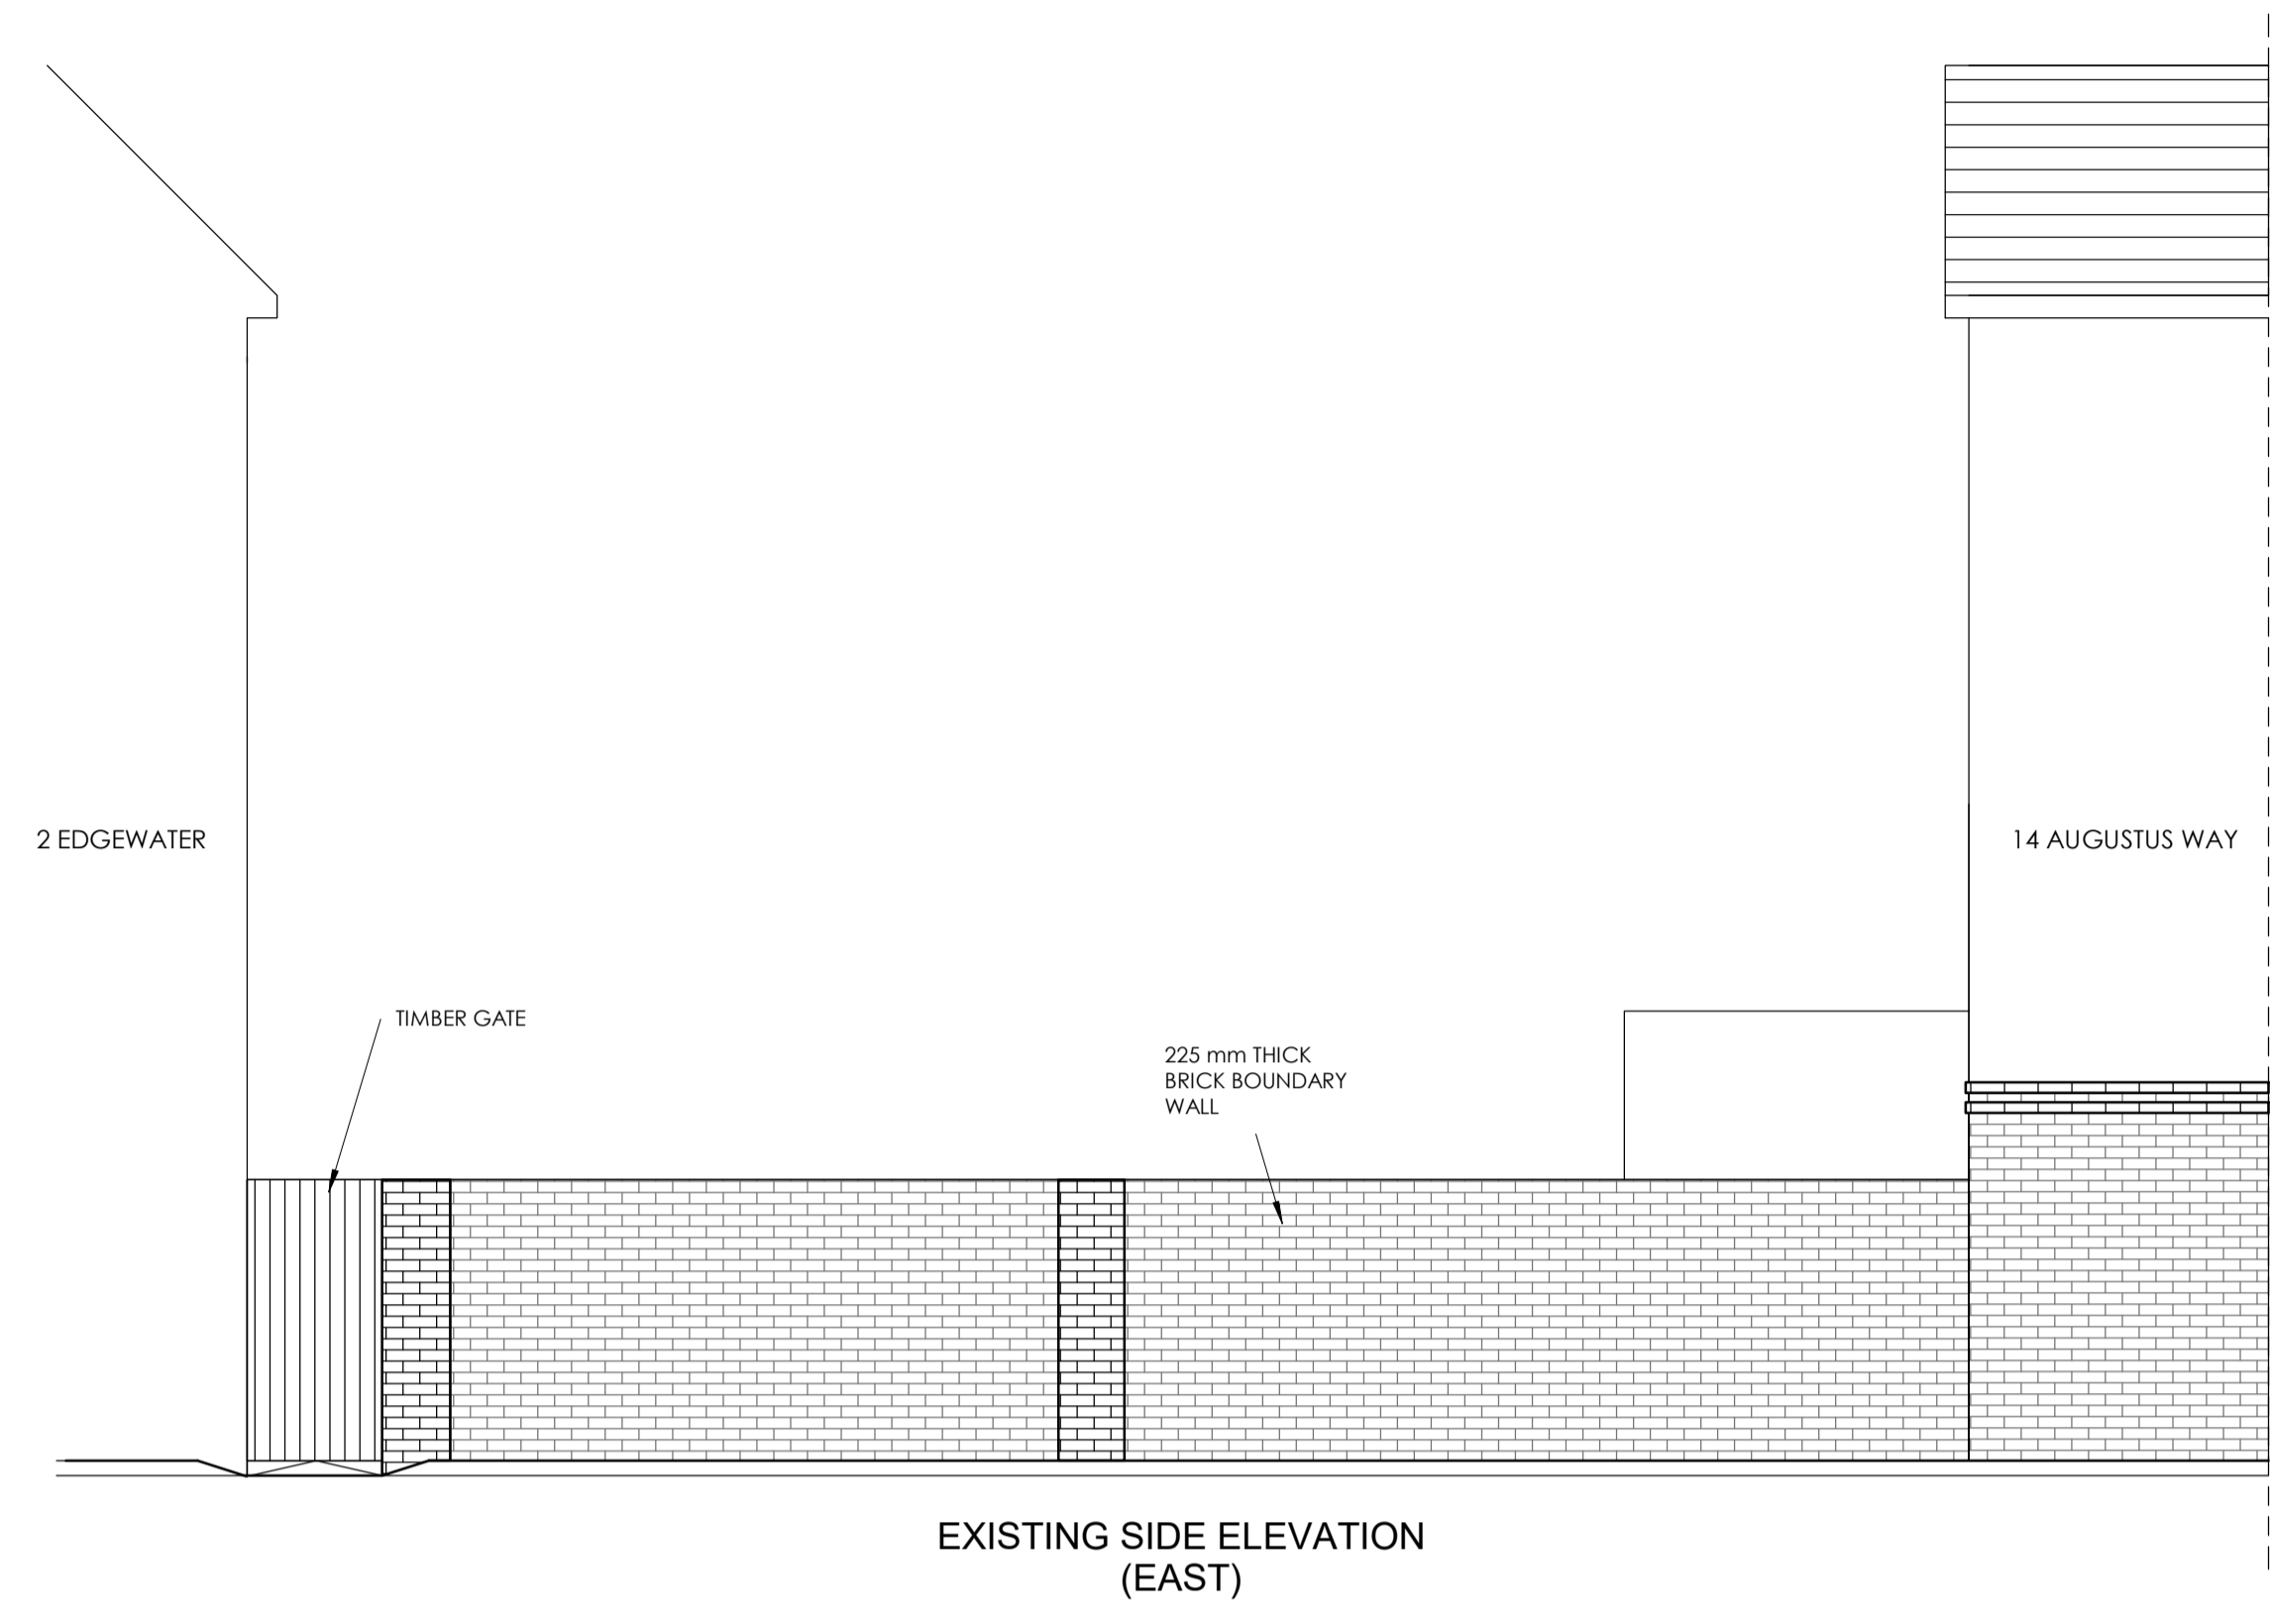 2 EDGEWATER
14 AUGUSTUS WAY
TIMBER GATE
225 mm THICK
BRICK BOUNDARY
WALL
EXISTING SIDE ELEVATION
(EAST)